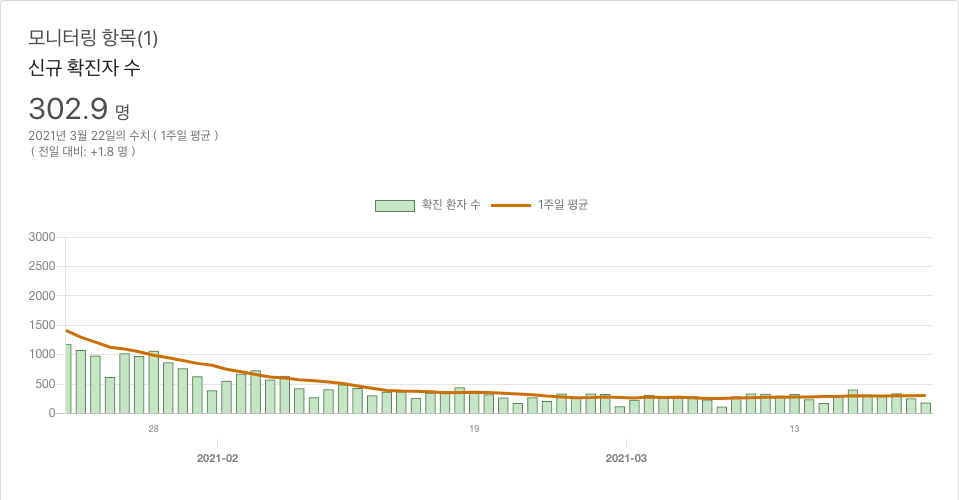 모니터링 항목(1)
신규 확진자 수
302.9 명
2021년 3월 22일의 수치 ( 1주일 평균 )
( 전일 대비: +1.8 명 )
확진 환자 수 1주일 평균
3000
2500
2000
1500
1000
500
0
28 19 13
2021-02 2021-03